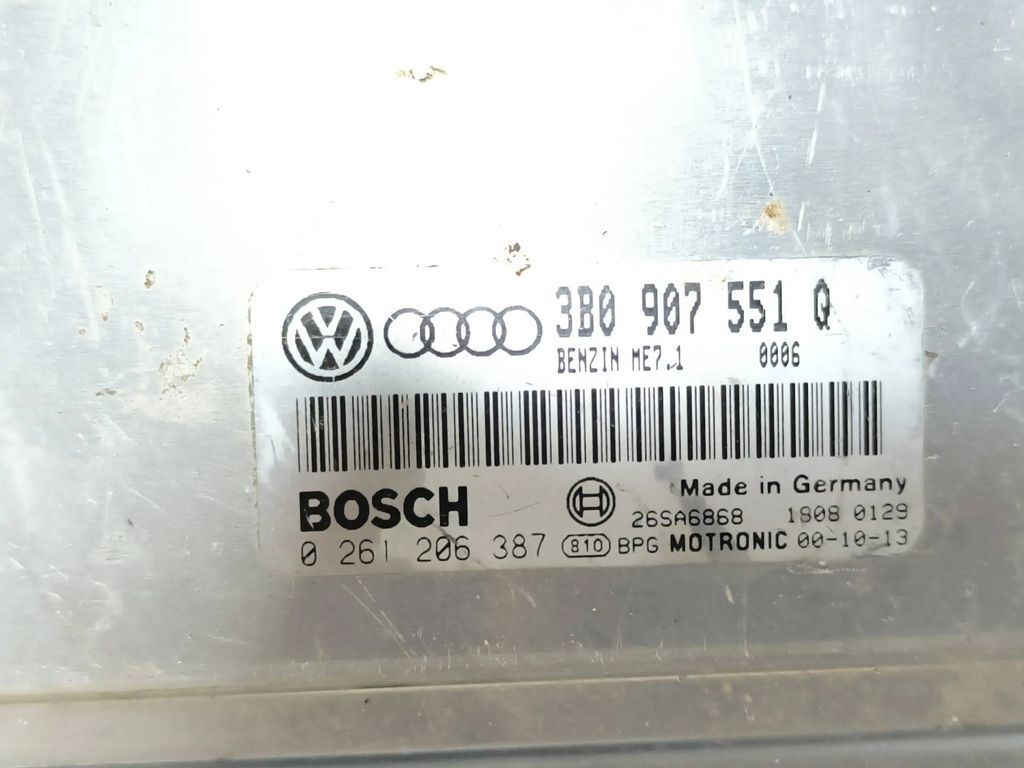 3B0 907 551 Q
BENZIN ME7.1 0006
BOSCH
Made in Germany
26SA6868 1S08 0129
0 261 206 387 810 BPG MOTRONIC 00-10-13